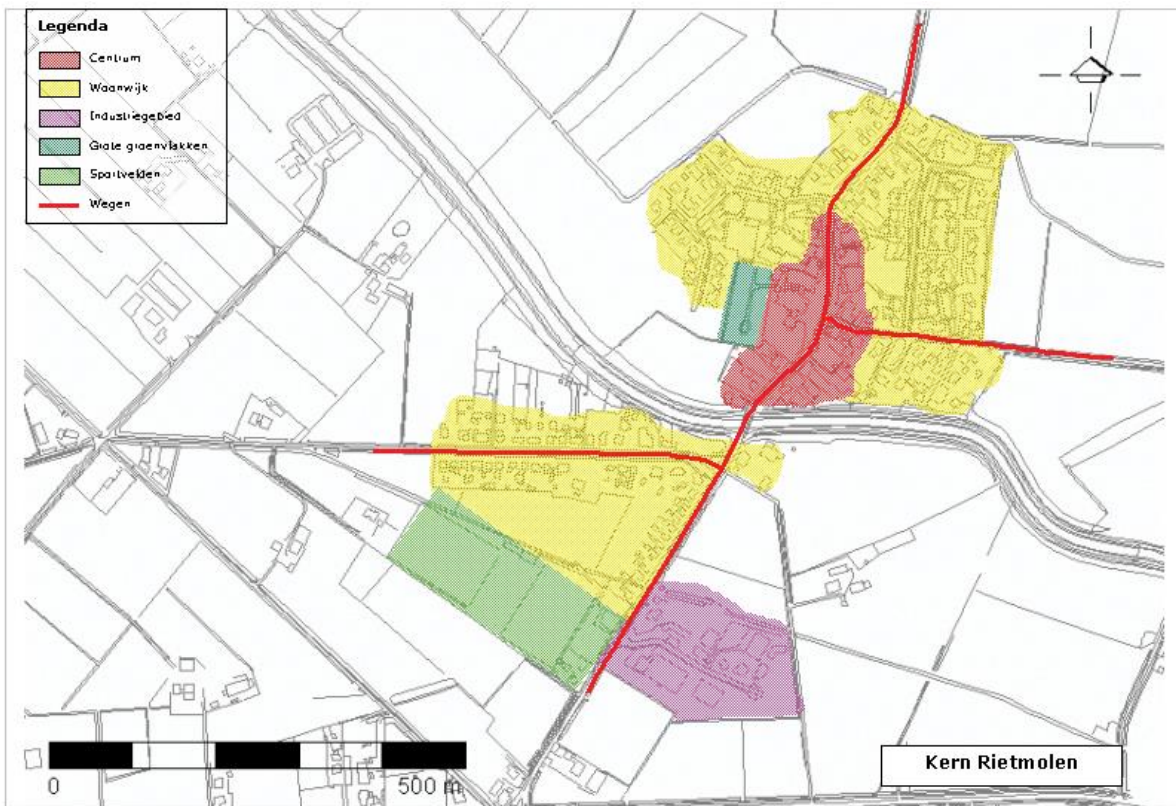 Legenda
Centrum
Woonwijk
Industriegebied
Grote groenvlakken
Sportvelden
Wegen
0 500 m
Kern Rietmolen